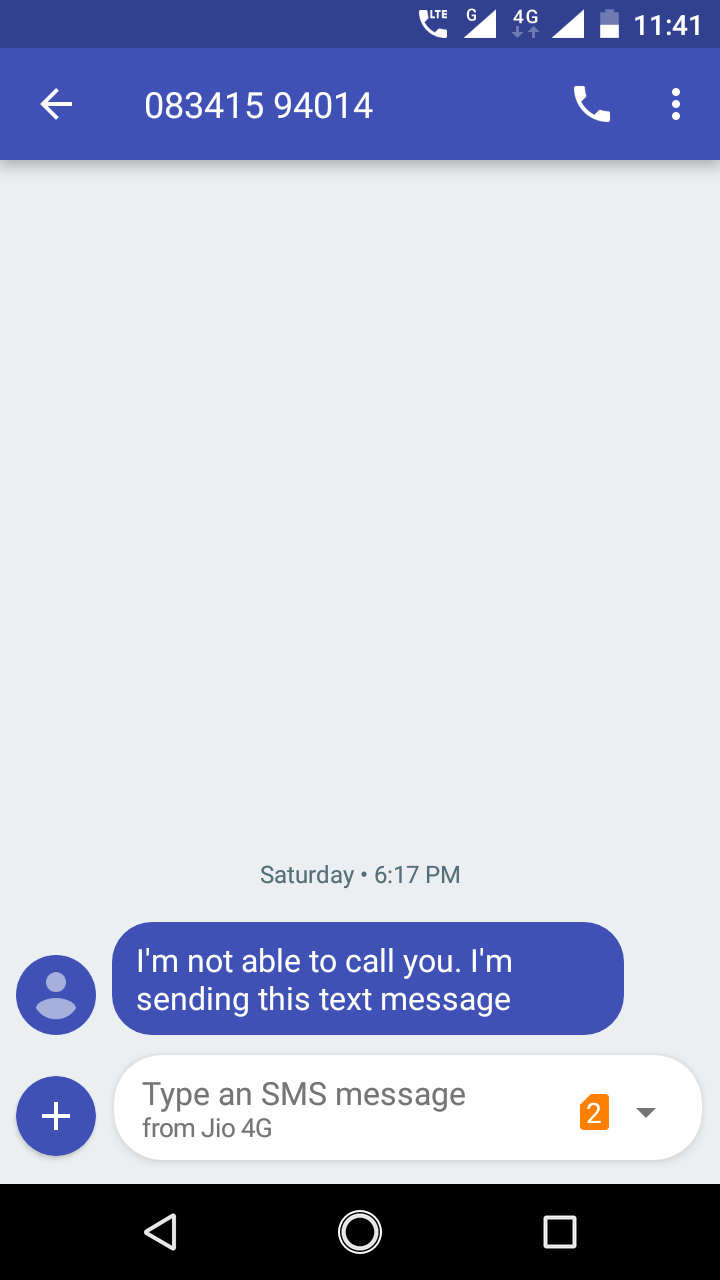 LTE G 4G 11:41
083415 94014
Saturday • 6:17 PM
I'm not able to call you. I'm
sending this text message
Type an SMS message
from Jio 4G
2